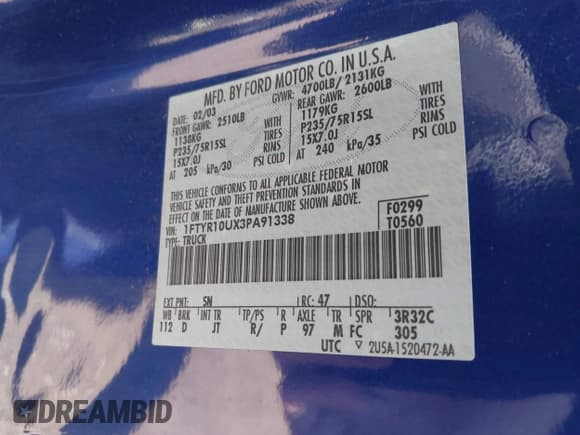 MFD. BY FORD MOTOR CO. IN U.S.A.
DATE: 02/03 GVWR: 4700LB/ 2131KG
FRONT GAWR: 2510LB REAR GAWR: 2600LB
1138KG WITH 1179KG WITH
P235/75R15SL TIRES P235/75R15SL TIRES
15X7.0J RIMS 15X7.0J RIMS
AT 205 kPa/30 PSI COLD AT 240 kPa/35 PSI COLD
THIS VEHICLE CONFORMS TO ALL APPLICABLE FEDERAL MOTOR
VEHICLE SAFETY AND THEFT PREVENTION STANDARDS IN
EFFECT ON THE DATE OF MANUFACTURE SHOWN ABOVE.
VIN: 1FTYR10UX3PA91338 F0299
TYPE: TRUCK T0560
EXT PNT: SN RC: 47 DSO:
WB BRK INT TR TP/PS R AXLE TR SPR 3R32C
112 D JT R/ P 97 M FC 305
UTC ▽ 2U5A-1520472-AA
DREAMBID